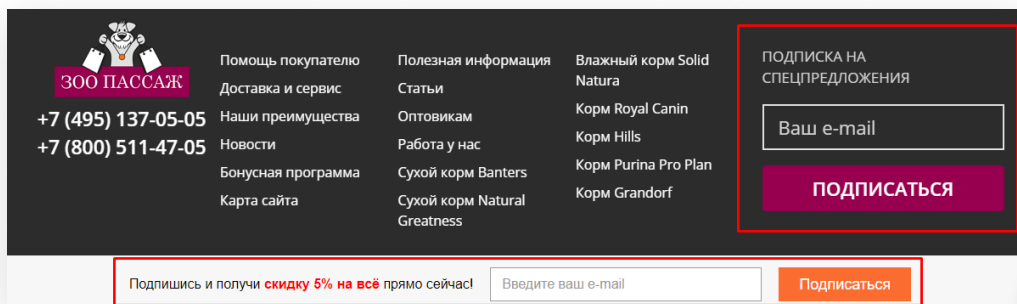 ЗОО ПАССАЖ
+7 (495) 137-05-05
+7 (800) 511-47-05
Помощь покупателю
Доставка и сервис
Наши преимущества
Новости
Бонусная программа
Карта сайта
Полезная информация
Статьи
Оптовикам
Работа у нас
Сухой корм Banters
Сухой корм Natural
Greatness
Влажный корм Solid
Natura
Корм Royal Canin
Корм Hills
Корм Purina Pro Plan
Корм Grandorf
ПОДПИСКА НА
СПЕЦПРЕДЛОЖЕНИЯ
Ваш e-mail
ПОДПИСАТЬСЯ
Подпишись и получи скидку 5% на всё прямо сейчас! Введите ваш e-mail Подписаться